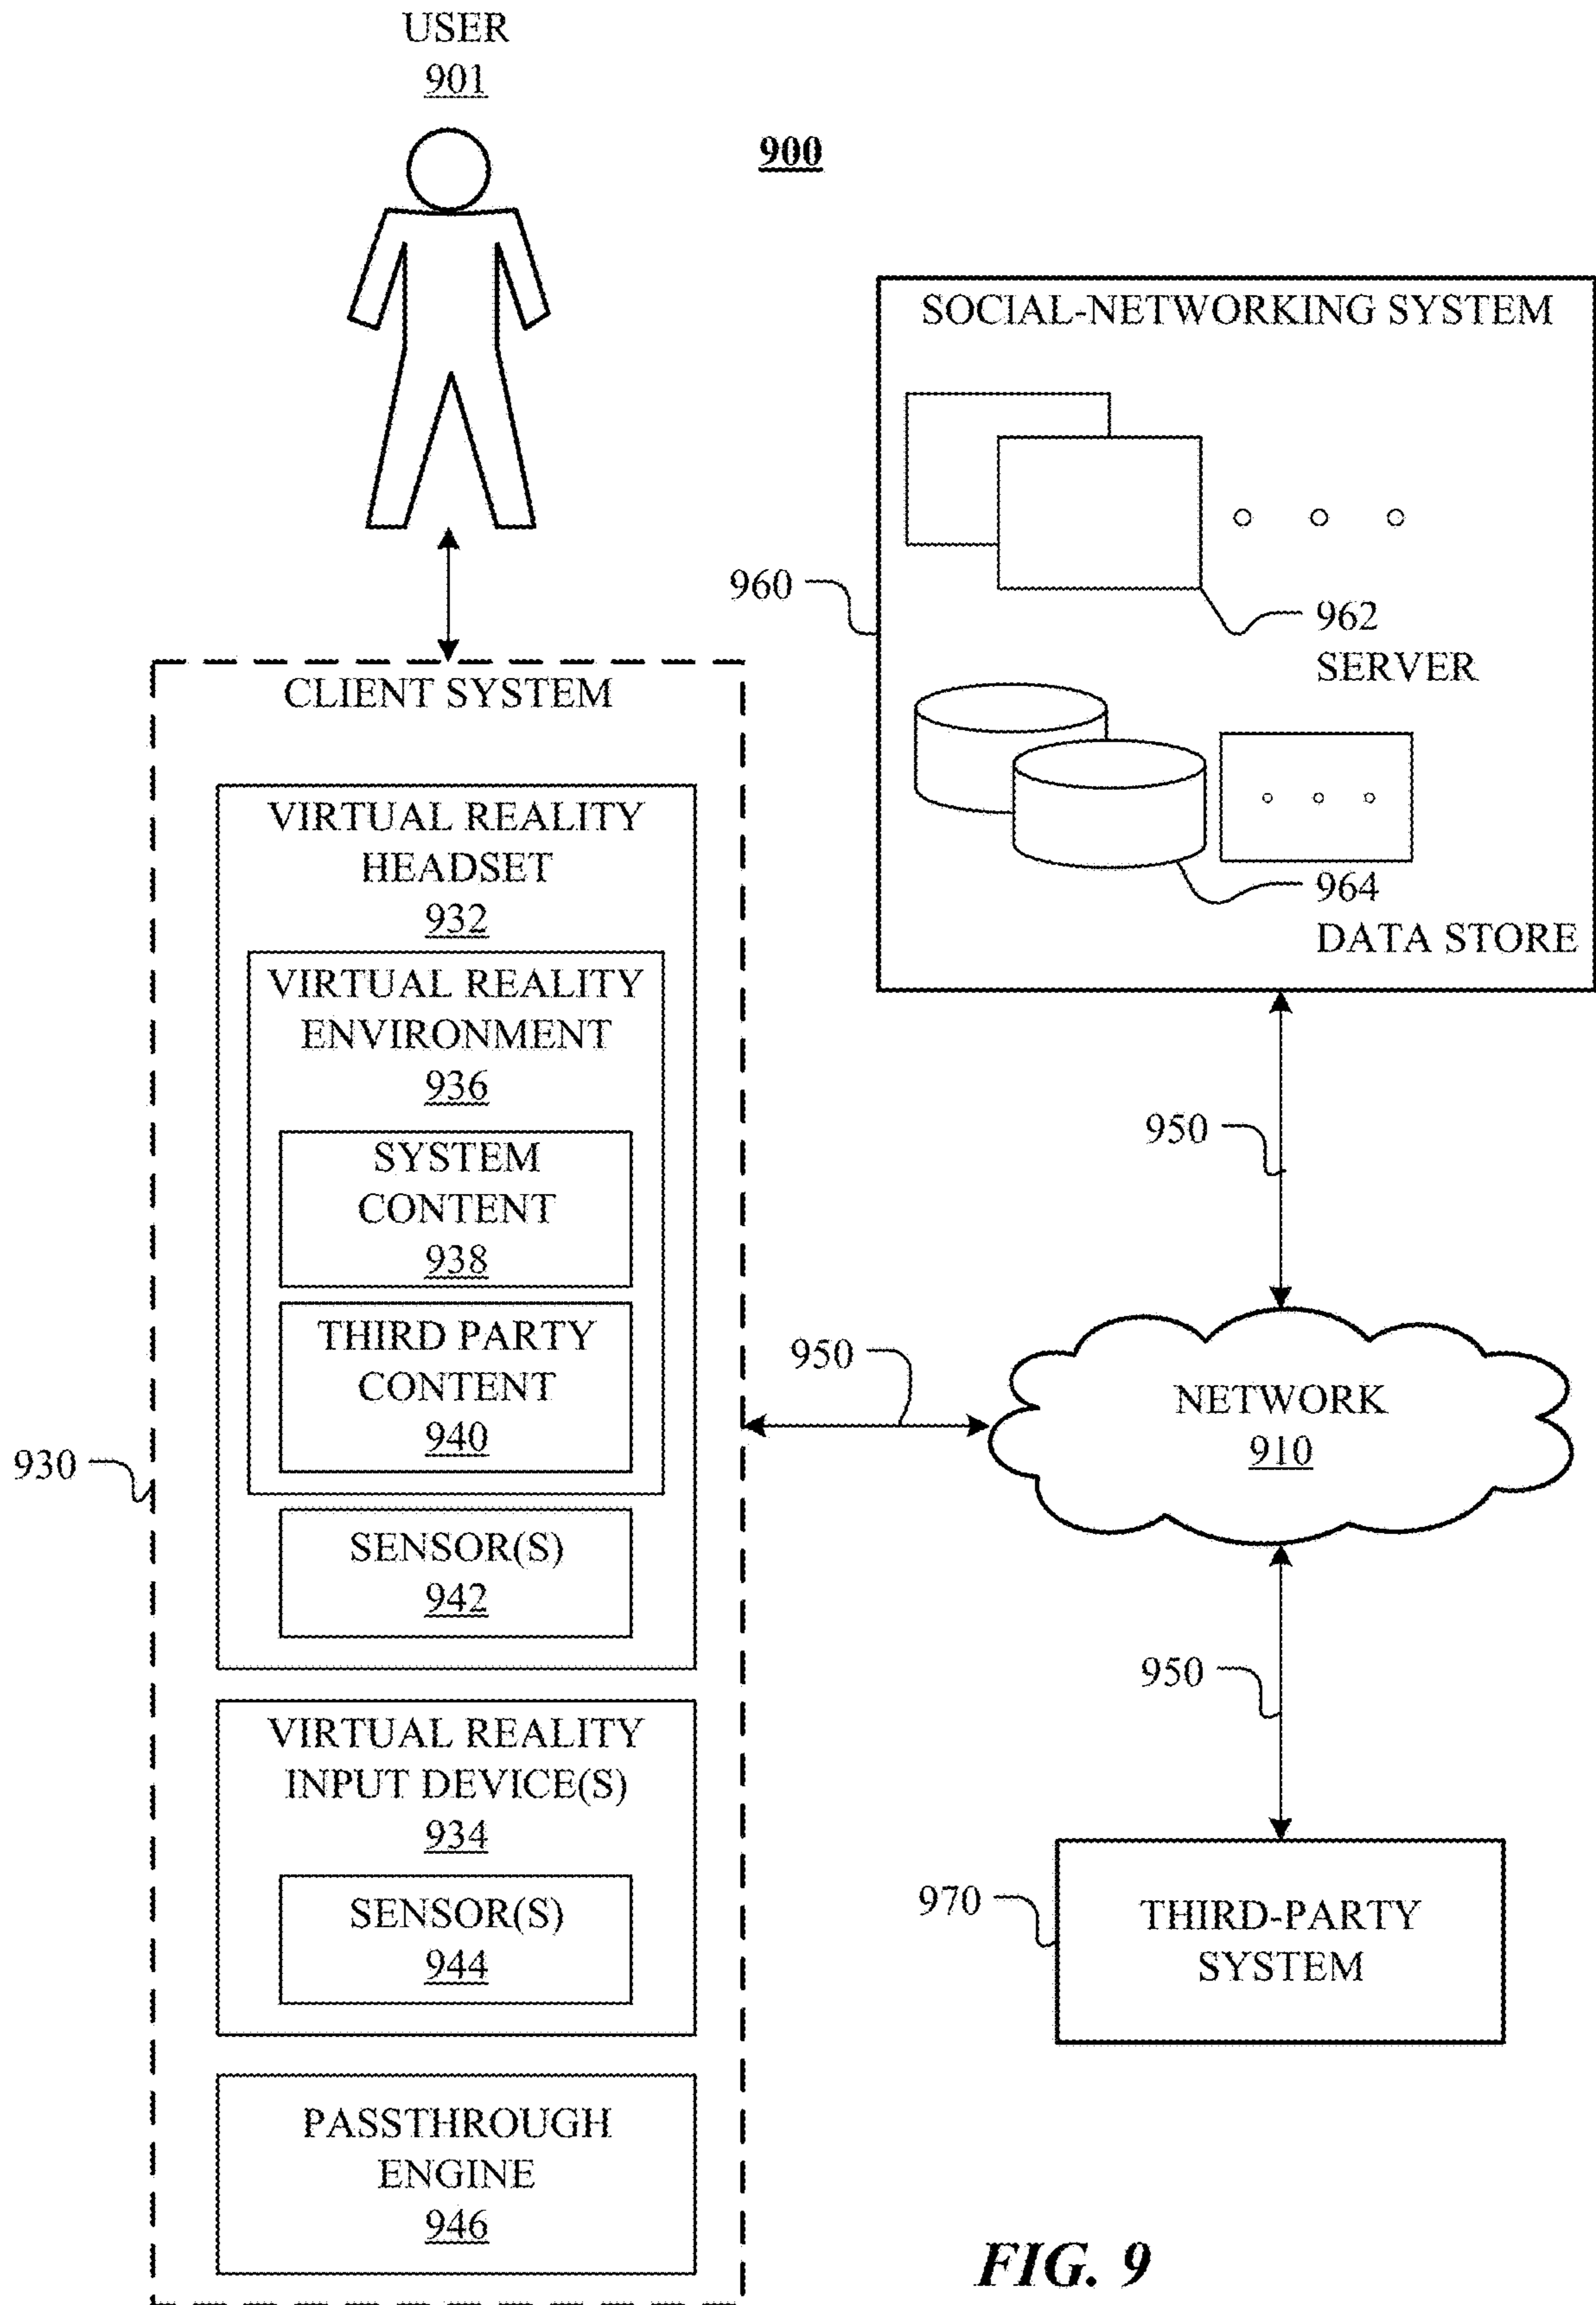 USER
901
900
SOCIAL-NETWORKING SYSTEM
960
962
SERVER
964
DATA STORE
CLIENT SYSTEM
VIRTUAL REALITY
HEADSET
932
VIRTUAL REALITY
ENVIRONMENT
936
SYSTEM
CONTENT
938
THIRD PARTY
CONTENT
940
930
SENSOR(S)
942
VIRTUAL REALITY
INPUT DEVICE(S)
934
SENSOR(S)
944
PASSTHROUGH
ENGINE
946
950
950
NETWORK
910
950
970
THIRD-PARTY
SYSTEM
FIG. 9